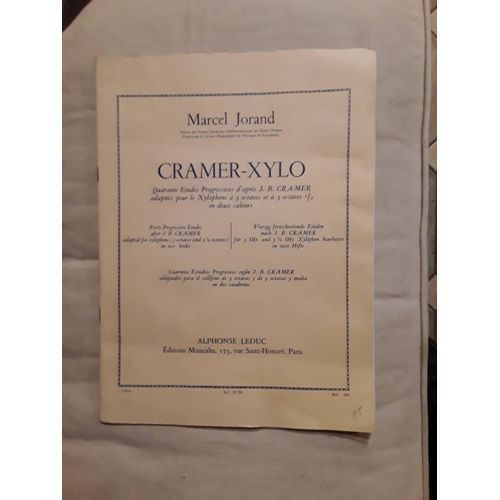 Marcel Jorand
CRAMER-XYLO
Quarante Etudes Progressives d'après J. B. CRAMER
adaptées pour le Xylophone à 3 octaves et à 3 octaves 1/2
en deux cahiers
Forty Progressive Etudes
after J. B. CRAMER
adapted for xylophone (3 octaves and 3 ½ octaves)
in two books
Vierzig fortschreitende Etuden
nach J. B. CRAMER
für 3 Okt. und 3 ½ Okt. Xylophon bearbeitet
in zwei Hefte
Cuarenta Estudios Progresivos según J. B. CRAMER
adaptados para el xilófono de 3 octavas y de 3 octavas y media
en dos cuadernos
ALPHONSE LEDUC
Éditions Musicales, 175, rue Saint-Honoré, Paris